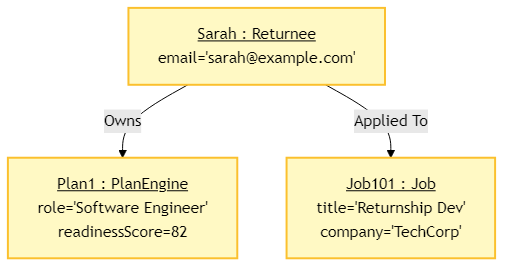 Sarah : Returnee
email='sarah@example.com'
Owns
Applied To
Plan1 : PlanEngine
role='Software Engineer'
readinessScore=82
Job101 : Job
title='Returnship Dev'
company='TechCorp'